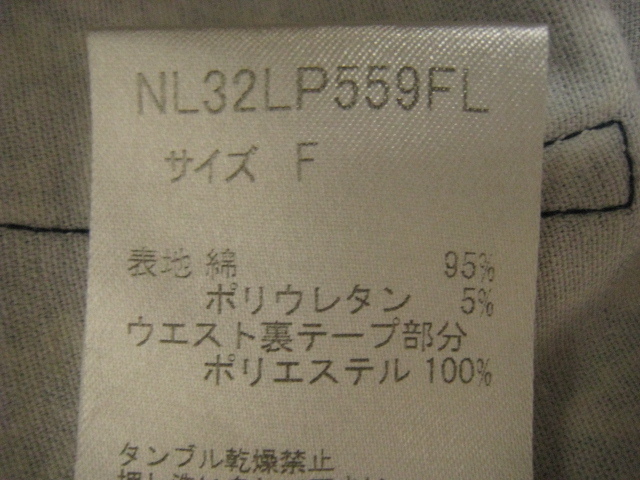 NL32LP559FL
サイズ F
表地 綿 95%
ポリウレタン 5%
ウエスト裏テープ部分
ポリエステル 100%
タンブル乾燥禁止